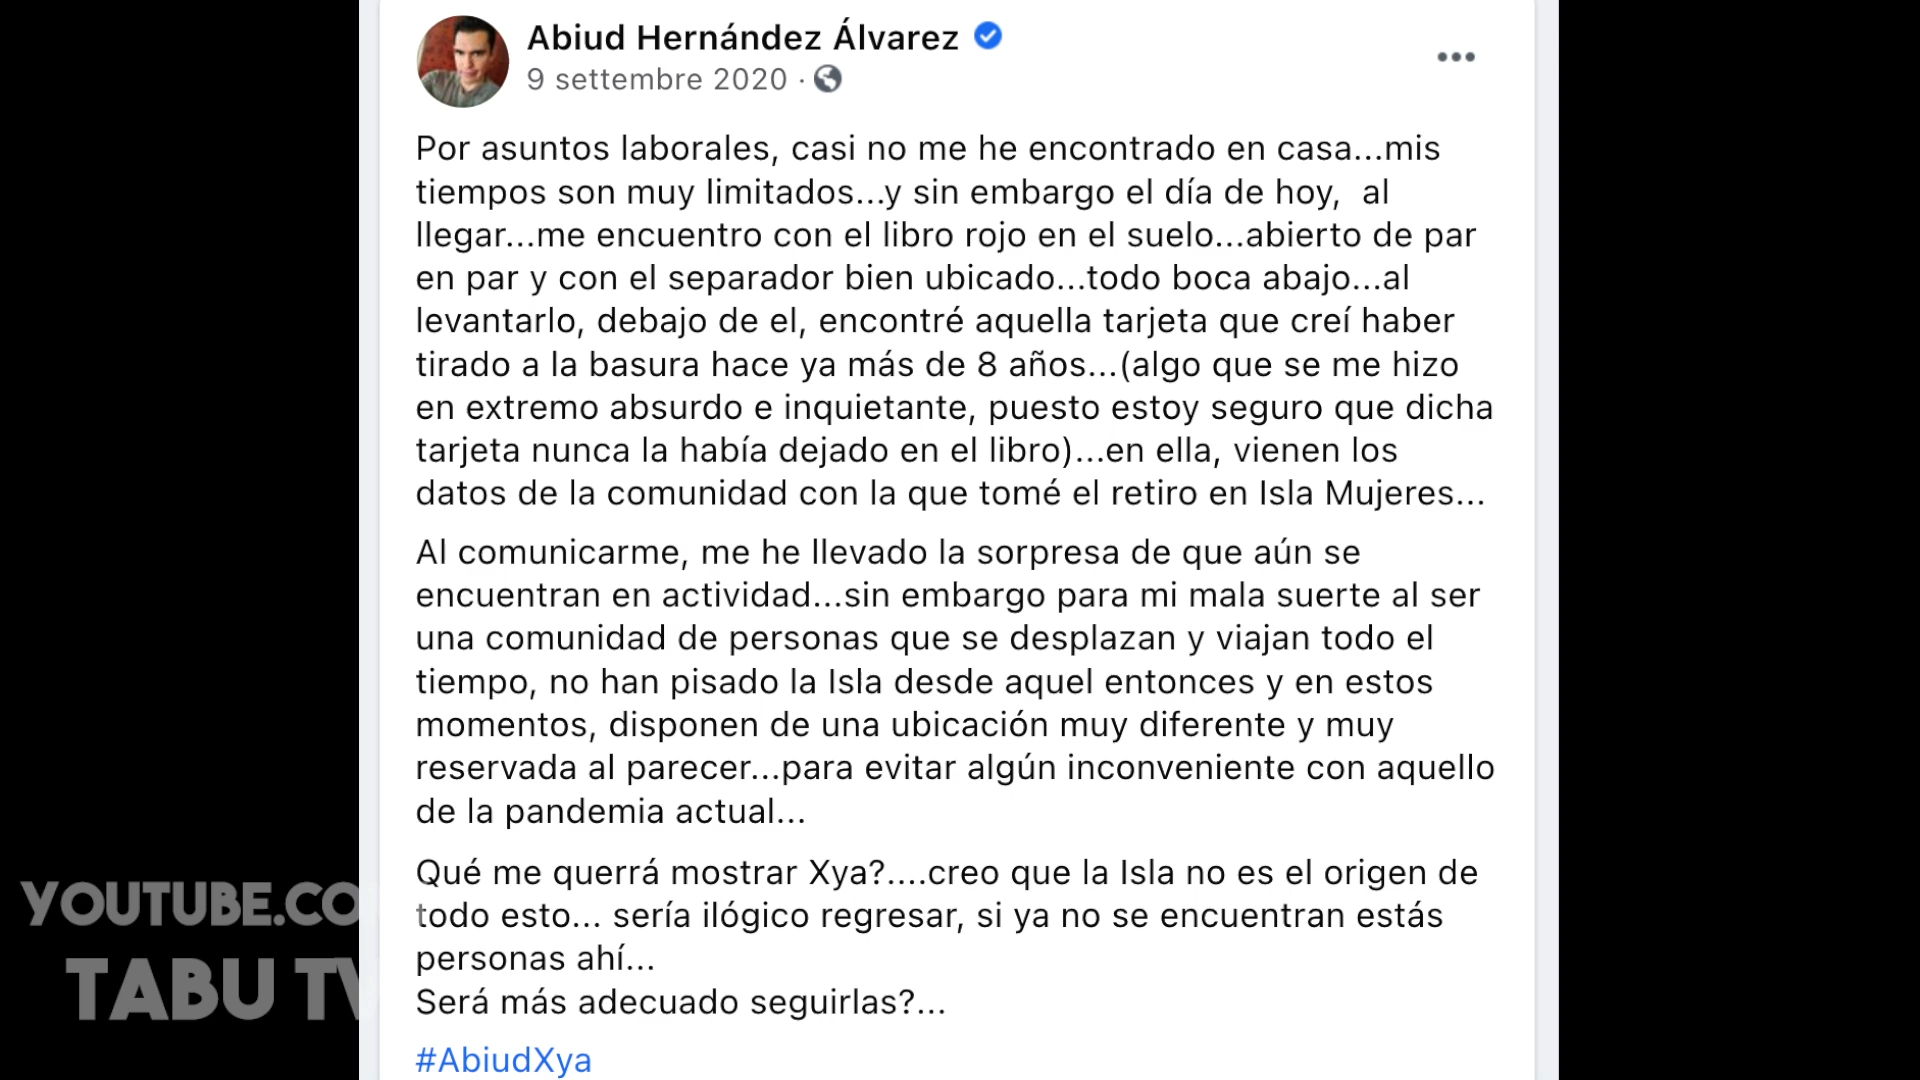 Abiud Hernández Álvarez
9 settembre 2020 ·
Por asuntos laborales, casi no me he encontrado en casa...mis
tiempos son muy limitados...y sin embargo el día de hoy,  al
llegar...me encuentro con el libro rojo en el suelo...abierto de par
en par y con el separador bien ubicado...todo boca abajo...al
levantarlo, debajo de el, encontré aquella tarjeta que creí haber
tirado a la basura hace ya más de 8 años...(algo que se me hizo
en extremo absurdo e inquietante, puesto estoy seguro que dicha
tarjeta nunca la había dejado en el libro)...en ella, vienen los
datos de la comunidad con la que tomé el retiro en Isla Mujeres...
Al comunicarme, me he llevado la sorpresa de que aún se
encuentran en actividad...sin embargo para mi mala suerte al ser
una comunidad de personas que se desplazan y viajan todo el
tiempo, no han pisado la Isla desde aquel entonces y en estos
momentos, disponen de una ubicación muy diferente y muy
reservada al parecer...para evitar algún inconveniente con aquello
de la pandemia actual...
Qué me querrá mostrar Xya?....creo que la Isla no es el origen de
todo esto... sería ilógico regresar, si ya no se encuentran estás
personas ahí...
Será más adecuado seguirlas?...
#AbiudXya
YOUTUBE.CO
TABU TV